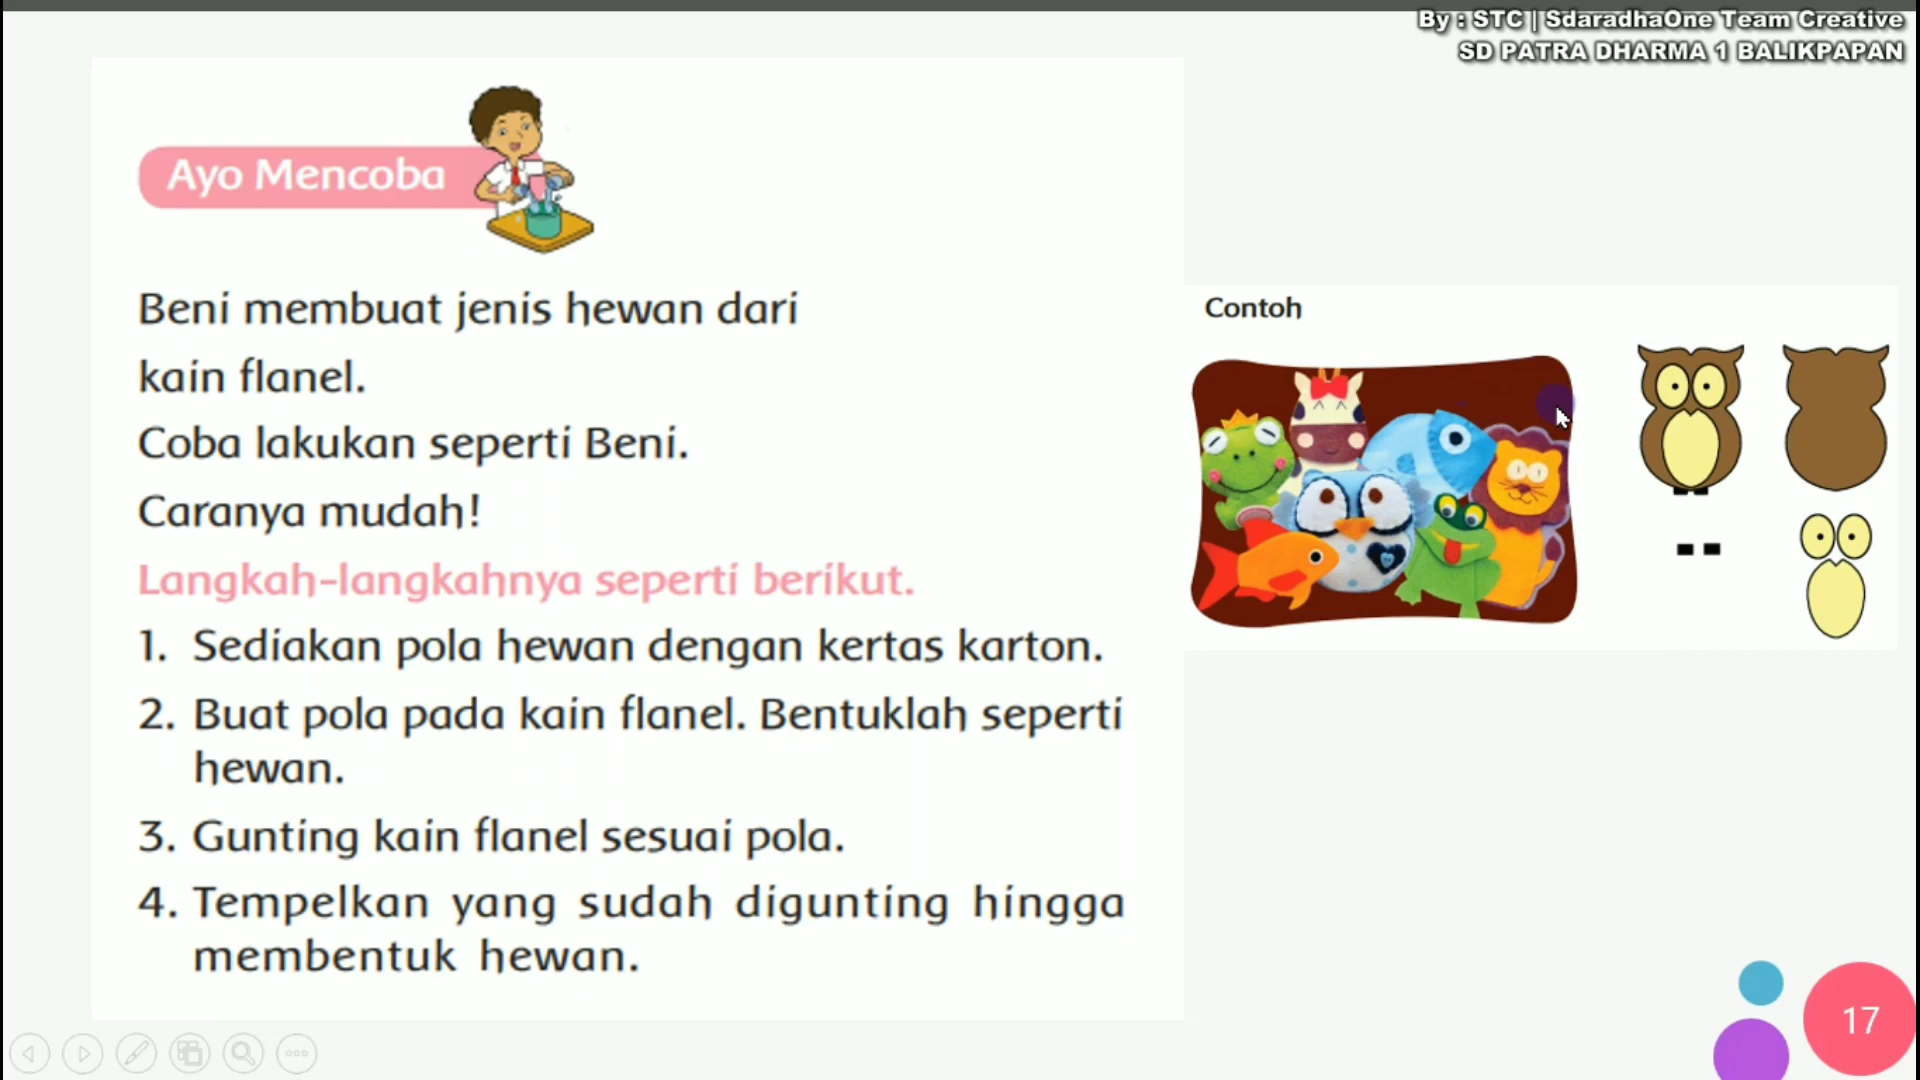 By : STC | SdaradhaOne Team Creative
SD PATRA DHARMA 1 BALIKPAPAN
Ayo Mencoba
Beni membuat jenis hewan dari
kain flanel.
Coba lakukan seperti Beni.
Caranya mudah!
Langkah-langkahnya seperti berikut.
1. Sediakan pola hewan dengan kertas karton.
2. Buat pola pada kain flanel. Bentuklah seperti
hewan.
3. Gunting kain flanel sesuai pola.
4. Tempelkan yang sudah digunting hingga
membentuk hewan.
Contoh
17